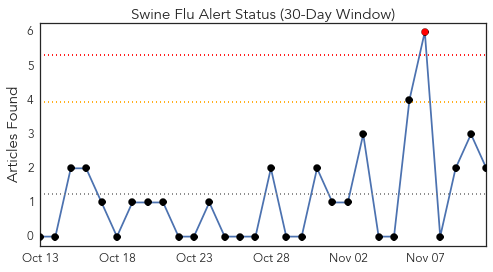 Swine Flu Alert Status (30-Day Window)
Articles Found
6
5
4
3
2
1
0
Oct 13
Oct 18
Oct 23
Oct 28
Nov 02
Nov 07